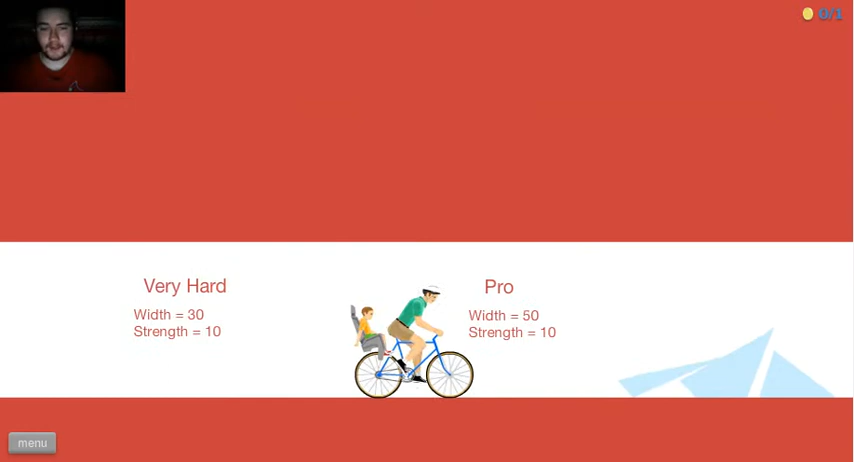 0/1
Very Hard
Width = 30
Strength = 10
Pro
Width = 50
Strength = 10
menu